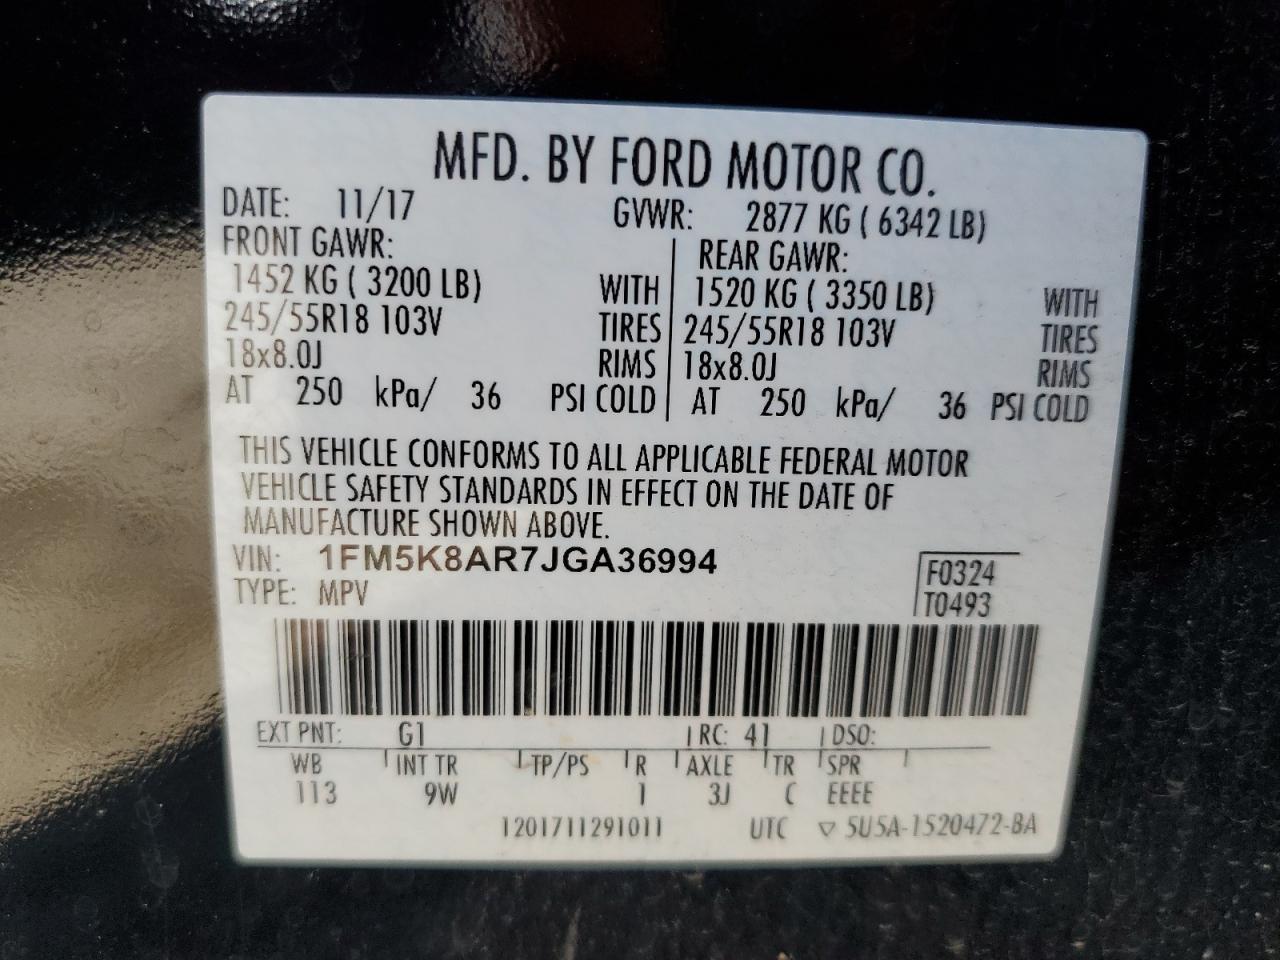 MFD. BY FORD MOTOR CO.
DATE: 11/17 GVWR: 2877 KG ( 6342 LB)
FRONT GAWR: REAR GAWR:
1452 KG ( 3200 LB) WITH 1520 KG ( 3350 LB) WITH
245/55R18 103V TIRES 245/55R18 103V TIRES
18x8.0J RIMS 18x8.0J RIMS
AT 250 kPa/ 36 PSI COLD AT 250 kPa/ 36 PSI COLD
THIS VEHICLE CONFORMS TO ALL APPLICABLE FEDERAL MOTOR
VEHICLE SAFETY STANDARDS IN EFFECT ON THE DATE OF
MANUFACTURE SHOWN ABOVE.
VIN: 1FM5K8AR7JGA36994
TYPE: MPV
F0324
T0493
EXT PNT: G1 RC: 41 DSO:
WB INT TR TP/PS R AXLE TR SPR
113 9W 1 3J C EEEE
1201711291011 UTC ▽ 5U5A-1520472-BA